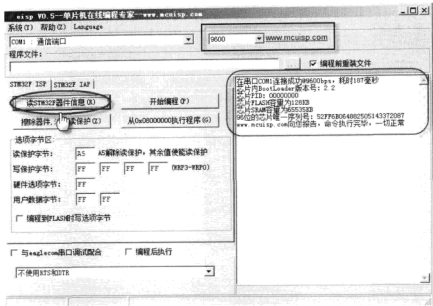 eisp V0.5--单片机在线编程专家--www.mcuisp.com
系统(Y) 帮助(Z) Language
COM1 : 通信端口
9600
www.mcuisp.com
程序文件:
编程前重装文件
STM32F ISP
STM32F IAP
读STM32F器件信息(R)
开始编程(P)
擦除器件, 读保护(Z)
从0x08000000执行程序(G)
选项字节区:
读保护字节: A5 A5解除读保护, 其余值使能读保护
写保护字节: FF FF FF FF (WRP3-WRP0)
硬件选项字节: FF
用户数据字节: FF FF
编程到FLASH时写选项字节
与eaglecom串口调试配合
编程后执行
不使用RTS和DTR
在串口COM1连接成功@9600bps, 耗时187毫秒
芯片内BootLoader版本号: 2.2
芯片PID: 00000000
芯片FLASH容量为128KB
芯片SRAM容量为65535KB
96位的芯片唯一序列号: 52FF6B064882505143372087
www.mcuisp.com向您报告, 命令执行完毕, 一切正常